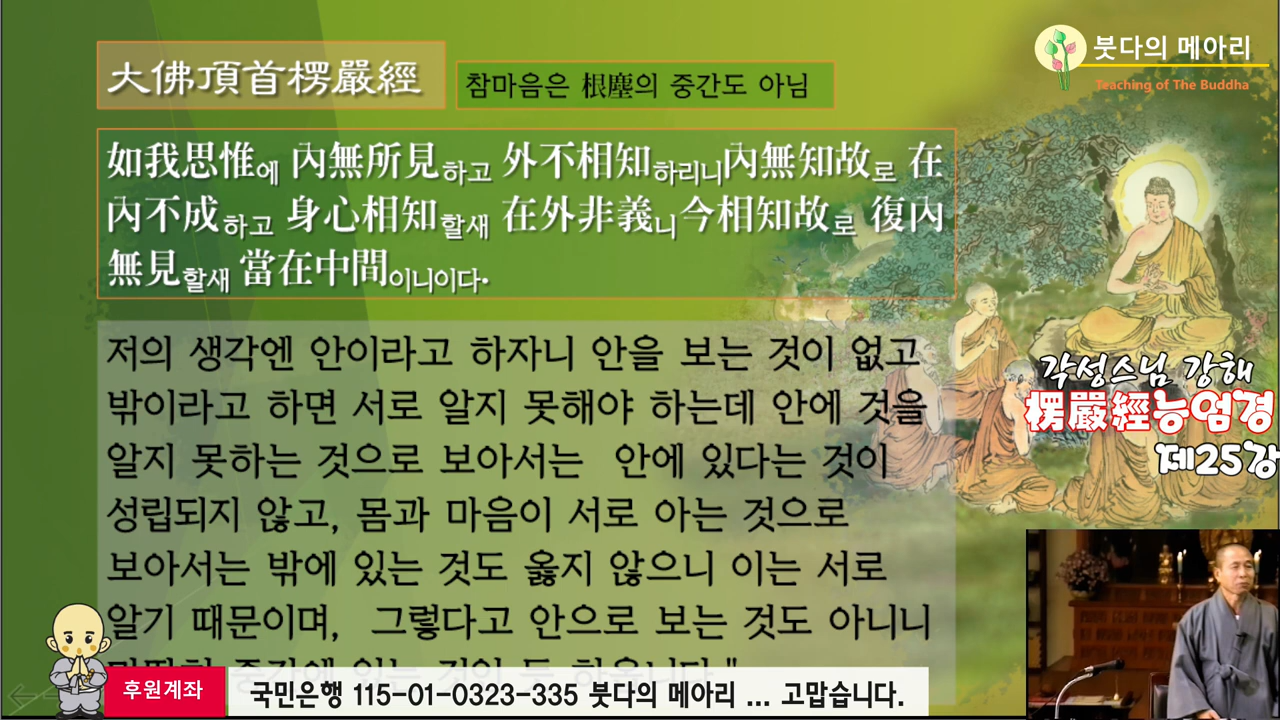 大佛頂首楞嚴經
참마음은 根塵의 중간도 아님
붓다의 메아리
Teaching of The Buddha
如我思惟에 內無所見하고 外不相知하리니內無知故로 在
內不成하고 身心相知할새 在外非義니今相知故로 復內
無見할새 當在中間이니이다.
저의 생각엔 안이라고 하자니 안을 보는 것이 없고
밖이라고 하면 서로 알지 못해야 하는데 안에 것을
알지 못하는 것으로 보아서는 안에 있다는 것이
성립되지 않고, 몸과 마음이 서로 아는 것으로
보아서는 밖에 있는 것도 옳지 않으니 이는 서로
알기 때문이며, 그렇다고 안으로 보는 것도 아니니
각성스님 강해
楞嚴經능엄경
제25강
후원계좌
국민은행 115-01-0323-335 붓다의 메아리 ... 고맙습니다.